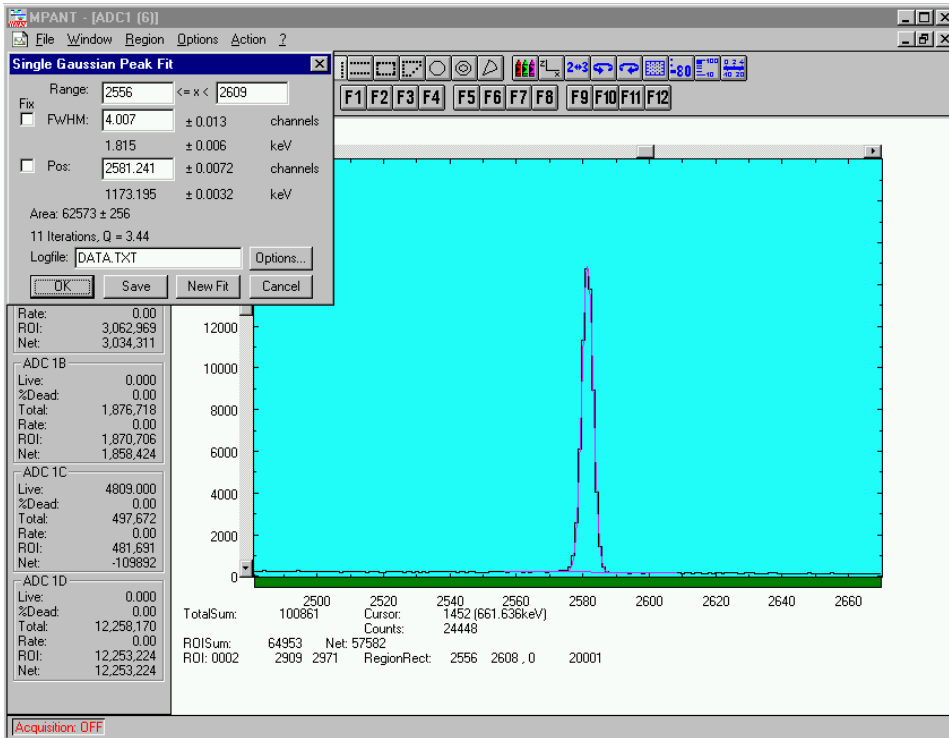 MPANT - [ADC1 (6)]
File Window Region Options Action ?
Single Gaussian Peak Fit
Range: 2556 <= x < 2609
Fix
FWHM: 4.007 ± 0.013 channels
1.815 ± 0.006 keV
Pos: 2581.241 ± 0.0072 channels
1173.195 ± 0.0032 keV
Area: 62573 ± 256
11 Iterations, Q = 3.44
Logfile: DATA.TXT Options...
OK Save New Fit Cancel
F1 F2 F3 F4 F5 F6 F7 F8 F9 F10 F11 F12
Rate: 0.00
ROI: 3,062,969
Net: 3,034,311
ADC 1B
Live: 0.000
%Dead: 0.00
Total: 1,876,718
Rate: 0.00
ROI: 1,870,706
Net: 1,858,424
ADC 1C
Live: 4809.000
%Dead: 0.00
Total: 497,672
Rate: 0.00
ROI: 481,691
Net: -109892
ADC 1D
Live: 0.000
%Dead: 0.00
Total: 12,258,170
Rate: 0.00
ROI: 12,253,224
Net: 12,253,224
12000
10000
8000
6000
4000
2000
0
2500 2520 2540 2560 2580 2600 2620 2640 2660
TotalSum: 100861 Cursor: 1452 (661.636keV)
Counts: 24448
ROISum: 64953 Net: 57582
ROI: 0002 2909 2971 RegionRect: 2556 2608 , 0 20001
Acquisition: OFF